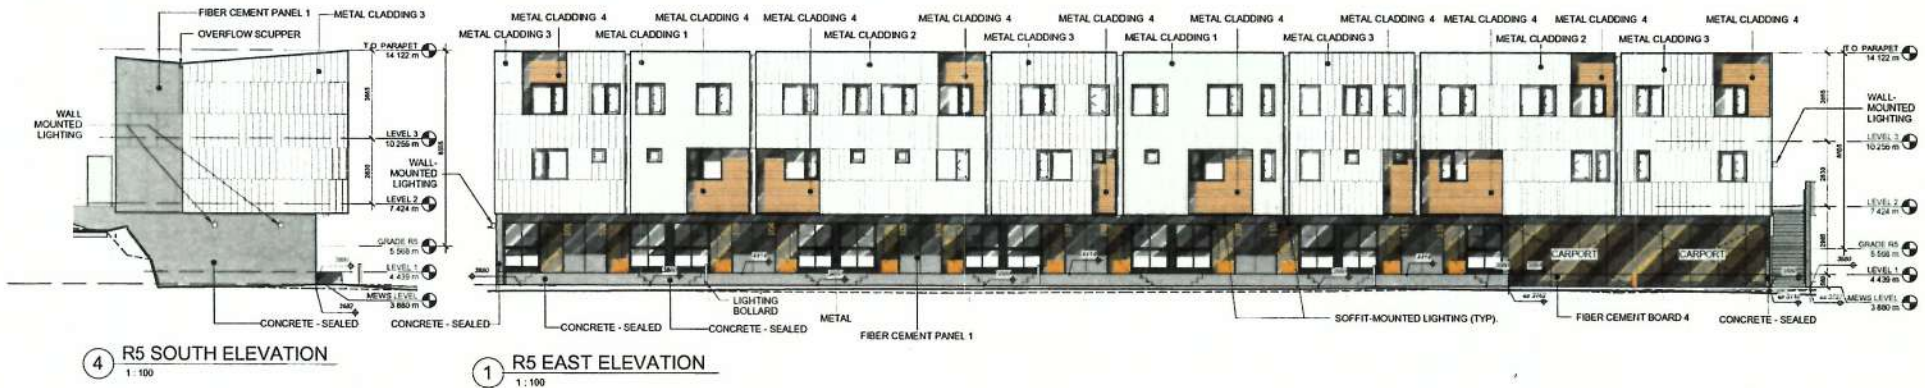 FIBER CEMENT PANEL 1
METAL CLADDING 3
OVERFLOW SCUPPER
T.O. PARAPET
14 122 m
WALL
MOUNTED
LIGHTING
LEVEL 3
10 256 m
LEVEL 2
7 424 m
GRADE R5
5 568 m
LEVEL 1
4 439 m
MEWS LEVEL
3 880 m
CONCRETE - SEALED
4
R5 SOUTH ELEVATION
1 : 100
METAL CLADDING 4
METAL CLADDING 4
METAL CLADDING 4
METAL CLADDING 4
METAL CLADDING 4
METAL CLADDING 4
METAL CLADDING 4
METAL CLADDING 4
METAL CLADDING 4
METAL CLADDING 4
METAL CLADDING 3
METAL CLADDING 1
METAL CLADDING 2
METAL CLADDING 3
METAL CLADDING 1
METAL CLADDING 3
METAL CLADDING 2
METAL CLADDING 3
T.O. PARAPET
14 122 m
WALL-
MOUNTED
LIGHTING
WALL-
MOUNTED
LIGHTING
LEVEL 3
10 256 m
LEVEL 2
7 424 m
CARPORT
CARPORT
GRADE R5
5 568 m
LEVEL 1
4 439 m
MEWS LEVEL
3 880 m
CONCRETE - SEALED
CONCRETE - SEALED
CONCRETE - SEALED
LIGHTING
BOLLARD
METAL
FIBER CEMENT PANEL 1
SOFFIT-MOUNTED LIGHTING (TYP).
FIBER CEMENT BOARD 4
CONCRETE - SEALED
1
R5 EAST ELEVATION
1 : 100